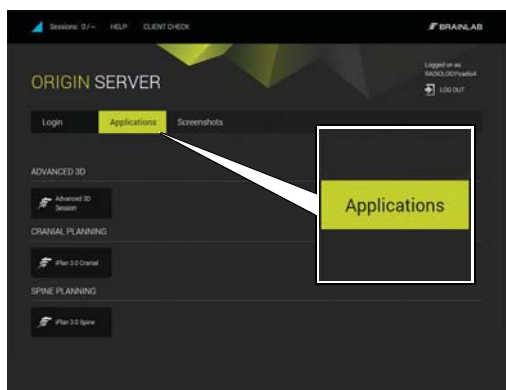 Sessions: 0 / – HELP CLIENT CHECK BRAINLAB
ORIGIN SERVER
Logged on as:
LOG OUT
Login Applications Screenshots
Applications
ADVANCED 3D
Advanced 3D
Session
CRANIAL PLANNING
iPlan 3.0 Cranial
SPINE PLANNING
iPlan 3.0 Spine